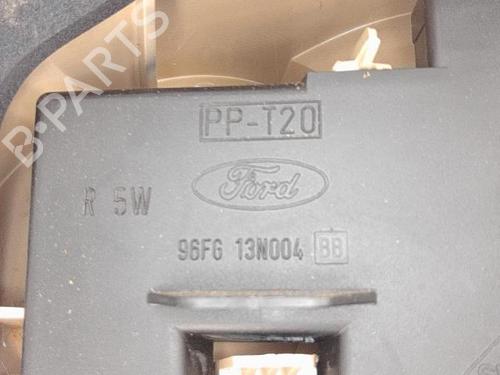 B-PARTS
PP-T20
Ford
R 5W
96FG 13N004 BB